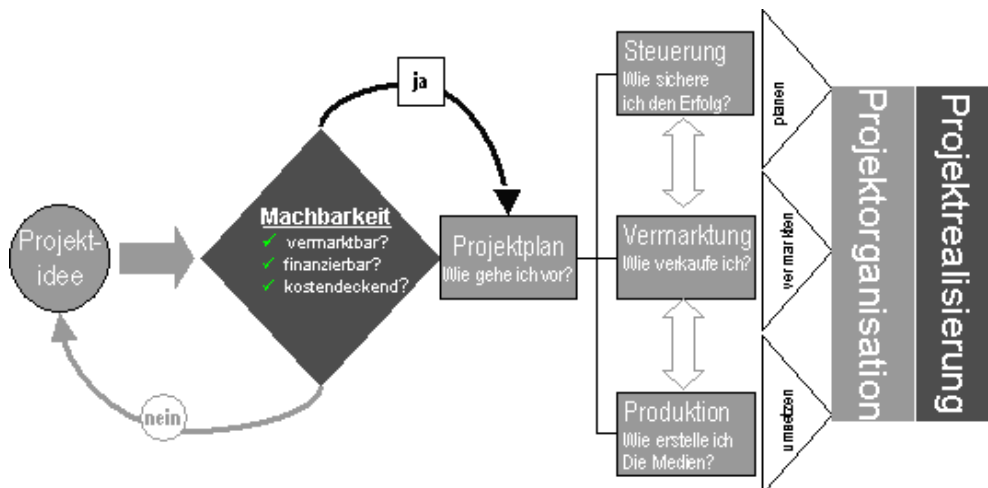 Projekt-
idee
nein
ja
Machbarkeit
vermarktbar?
finanzierbar?
kostendeckend?
Projektplan
Wie gehe ich vor?
Steuerung
Wie sichere
ich den Erfolg?
Vermarktung
Wie verkaufe ich?
Produktion
Wie erstelle ich
Die Medien?
planen
vermarkten
umsetzen
Projektorganisation
Projektrealisierung